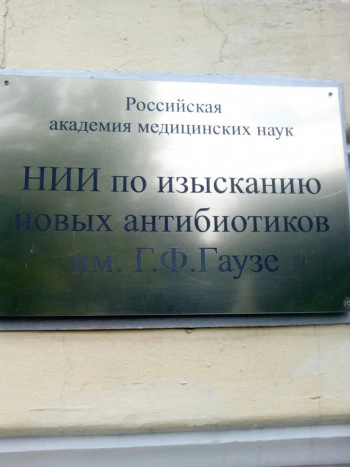 Российская
академия медицинских наук
НИИ по изысканию
новых антибиотиков
им. Г.Ф.Гаузе